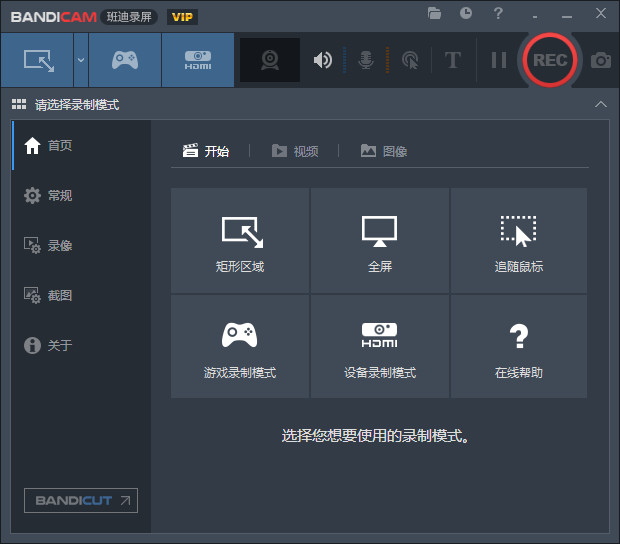 BANDICAM 班迪录屏 VIP
HDMI T REC
请选择录制模式
首页
常规
录像
截图
关于
BANDICUT
开始 视频 图像
矩形区域 全屏 追随鼠标
HDMI
游戏录制模式 设备录制模式 在线帮助
选择您想要使用的录制模式。